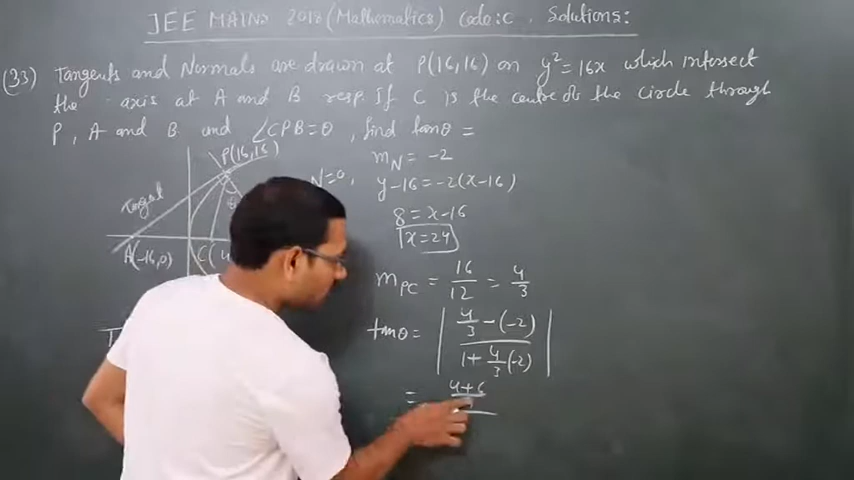 JEE MAINS 2018 (Mathematics) Code: C, Solutions:
(33) Tangents and Normals are drawn at P(16,16) on y² = 16x which intersect
the axis at A and B resp. If C is the centre of the circle through
P, A and B and ∠CPB = θ, find tanθ =
P(16,16)
Tangent
A(-16,0)
C(
N=0,
m_N = -2
y-16 = -2(x-16)
8 = x-16
x = 24
m_PC = 16/12 = 4/3
tanθ = | (4/3 - (-2)) / (1 + 4/3(-2)) |
= 4+6